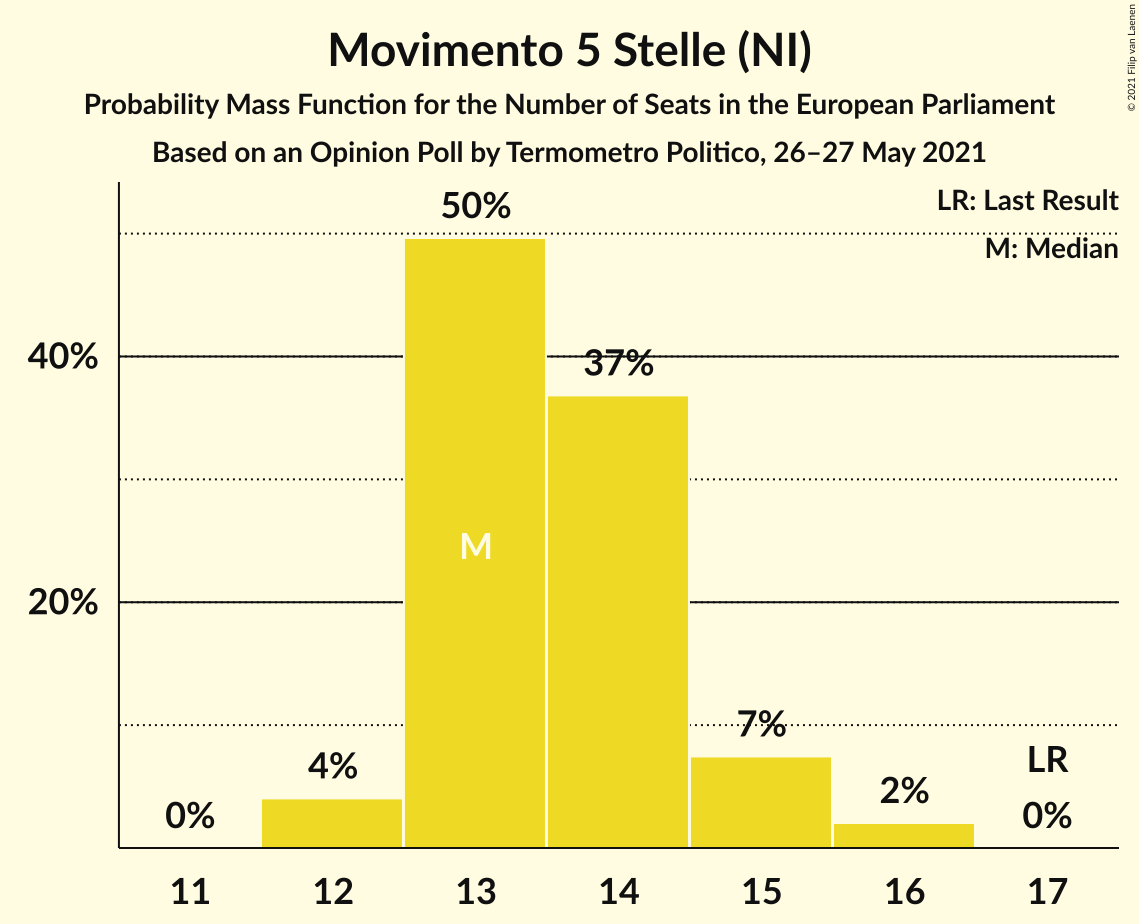 Movimento 5 Stelle (NI)
Probability Mass Function for the Number of Seats in the European Parliament
Based on an Opinion Poll by Termometro Politico, 26–27 May 2021
© 2021 Filip van Laenen
LR: Last Result
M: Median
50%
40%
37%
M
20%
7%
4%
LR
2%
0%
0%
11 12 13 14 15 16 17